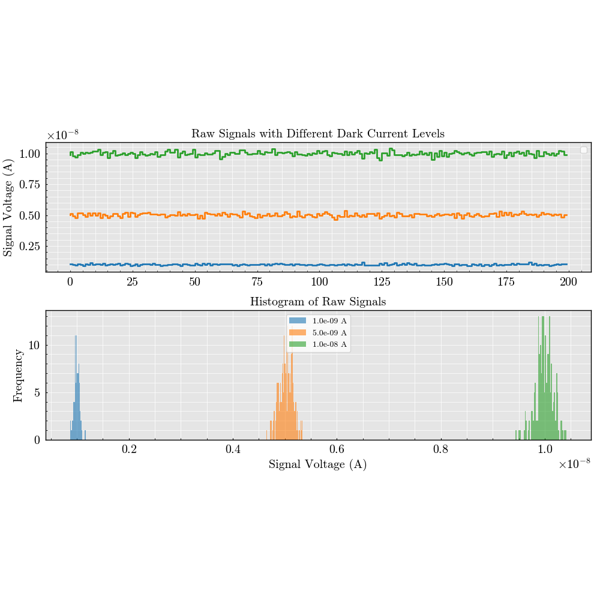 Raw Signals with Different Dark Current Levels
×10⁻⁸
Signal Voltage (A)
1.00
0.75
0.50
0.25
0 25 50 75 100 125 150 175 200
Histogram of Raw Signals
1.0e-09 A
5.0e-09 A
1.0e-08 A
Frequency
10
5
0
0.2 0.4 0.6 0.8 1.0
Signal Voltage (A)
×10⁻⁸